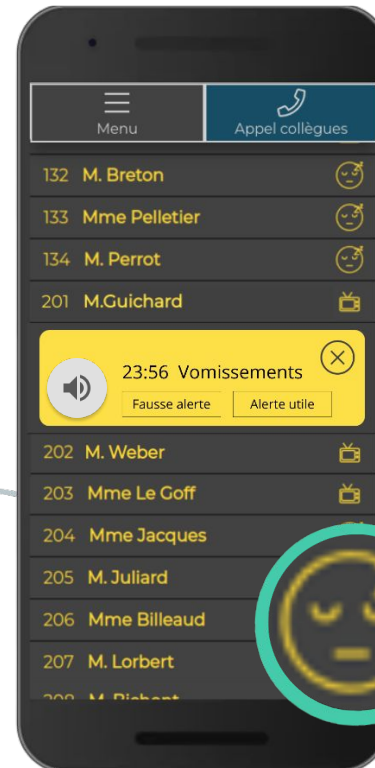 Menu
Appel collègues
132 M. Breton
133 Mme Pelletier
134 M. Perrot
201 M.Guichard
23:56 Vomissements
Fausse alerte
Alerte utile
202 M. Weber
203 Mme Le Goff
204 Mme Jacques
205 M. Juliard
206 Mme Billeaud
207 M. Lorbert